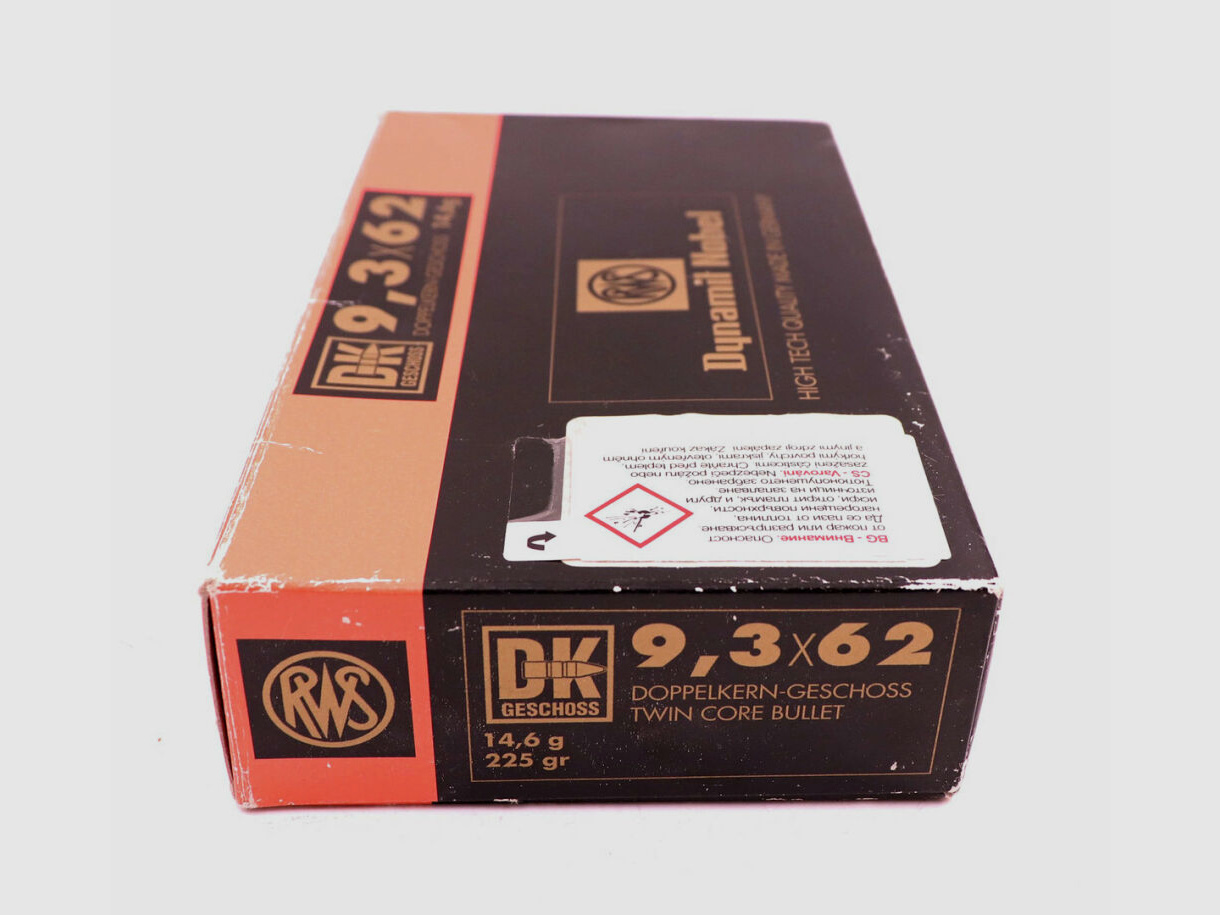 9,3x62
DOPPELKERN-GESCHOSS 14,6g
DK
GESCHOSS
RWS
Dynamit Nobel
HIGH TECH QUALITY MADE IN GERMANY
BG - Внимание. Опасност
от пожар или разпръскване.
Да се пази от топлина,
нагорещени повърхности,
искри, открит пламък, и други
източници на запалване
Тютюнопушенето забранено.
CS - Varování. Nebezpečí požáru nebo
zasažení částicemi. Chraňte před teplem,
horkými povrchy, jiskrami, otevřeným ohněm
a jinými zdroji zapálení. Zákaz kouření
RWS
DK
GESCHOSS
9,3x62
DOPPELKERN-GESCHOSS
TWIN CORE BULLET
14,6 g
225 gr